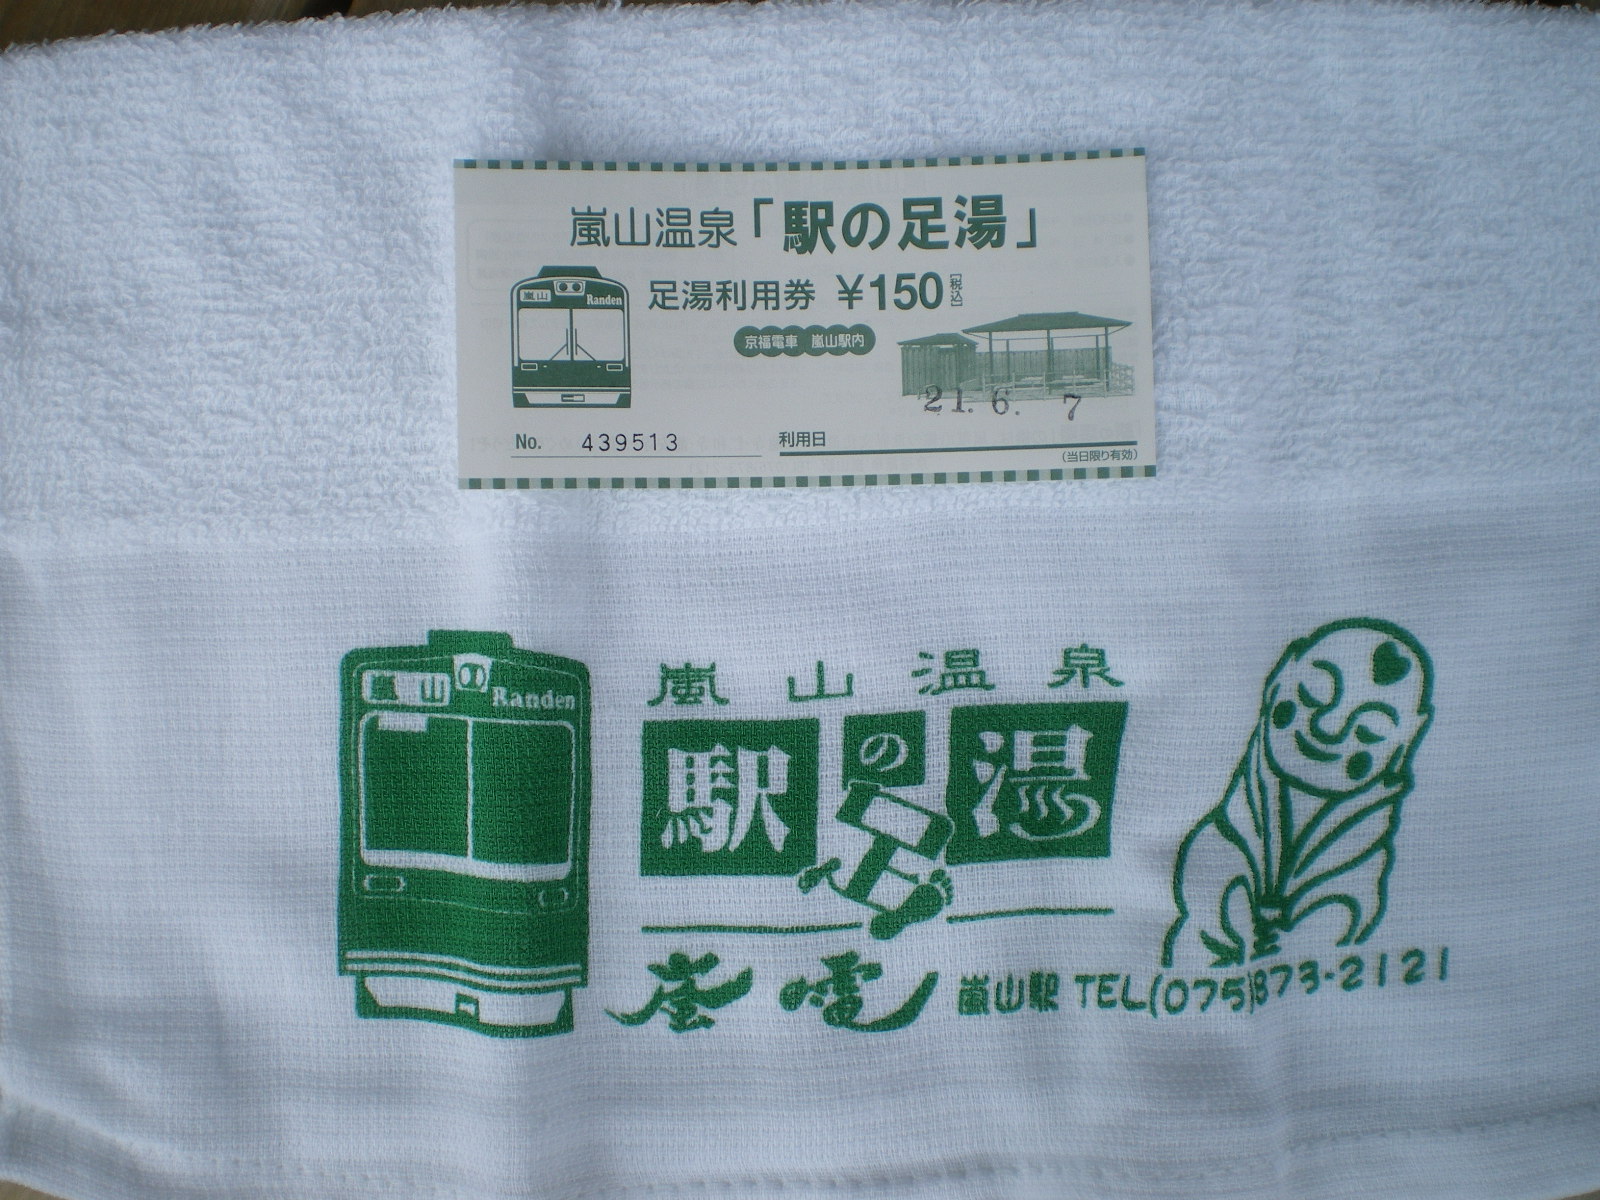 嵐山温泉「駅の足湯」
嵐山 Randen
足湯利用券 ¥150[税込]
京福電車 嵐山駅内
21. 6. 7
No. 439513 利用日
(当日限り有効)
嵐山 Randen
嵐山温泉
駅の足湯
嵐電 嵐山駅 TEL(075)873-2121